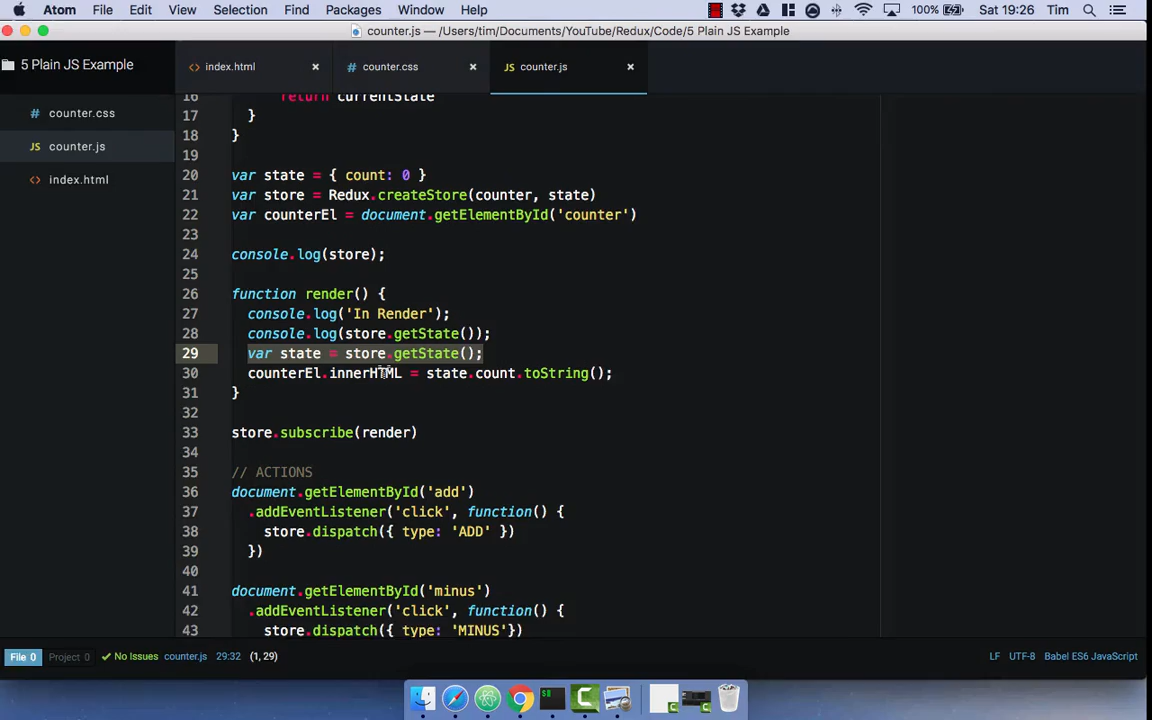 Atom File Edit View Selection Find Packages Window Help 100% Sat 19:26 Tim
counter.js — /Users/tim/Documents/YouTube/Redux/Code/5 Plain JS Example
5 Plain JS Example
index.html
counter.css
counter.js
counter.css
counter.js
index.html
16 return currentState
17 }
18 }
19
20 var state = { count: 0 }
21 var store = Redux.createStore(counter, state)
22 var counterEl = document.getElementById('counter')
23
24 console.log(store);
25
26 function render() {
27 console.log('In Render');
28 console.log(store.getState());
29 var state = store.getState();
30 counterEl.innerHTML = state.count.toString();
31 }
32
33 store.subscribe(render)
34
35 // ACTIONS
36 document.getElementById('add')
37 .addEventListener('click', function() {
38 store.dispatch({ type: 'ADD' })
39 })
40
41 document.getElementById('minus')
42 .addEventListener('click', function() {
43 store.dispatch({ type: 'MINUS'})
File 0 Project 0 No Issues counter.js 29:32 (1, 29) LF UTF-8 Babel ES6 JavaScript